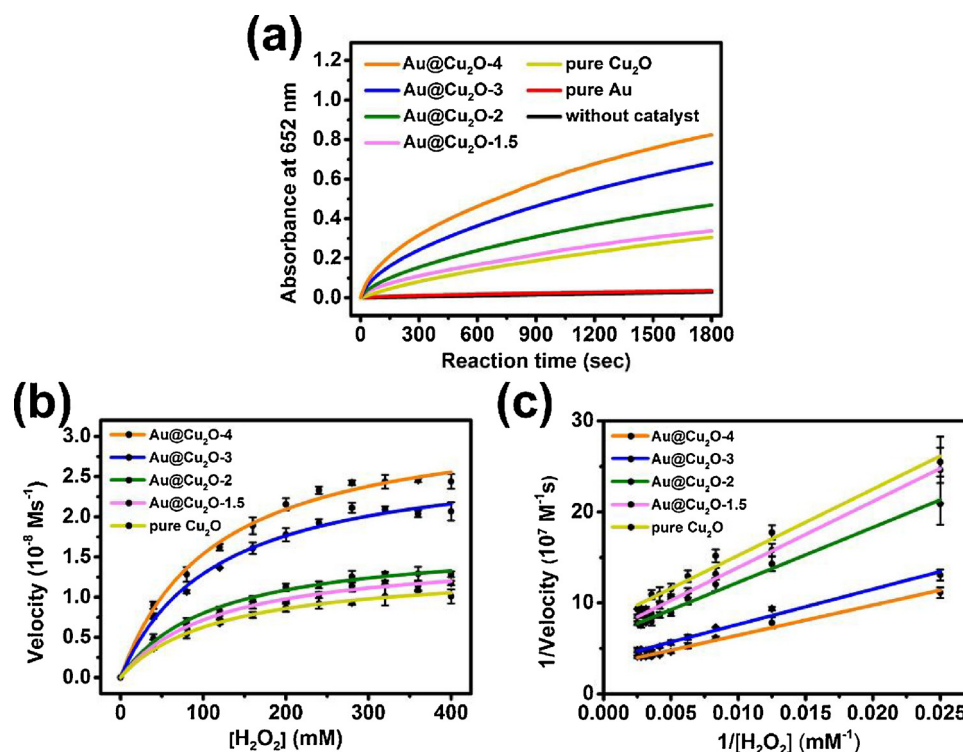 (a)
Absorbance at 652 nm
1.2
1.0
0.8
0.6
0.4
0.2
0.0
Au@Cu₂O-4
Au@Cu₂O-3
Au@Cu₂O-2
Au@Cu₂O-1.5
pure Cu₂O
pure Au
without catalyst
0 300 600 900 1200 1500 1800
Reaction time (sec)
(b)
Velocity (10⁻⁸ Ms⁻¹)
3.0
2.5
2.0
1.5
1.0
0.5
0.0
Au@Cu₂O-4
Au@Cu₂O-3
Au@Cu₂O-2
Au@Cu₂O-1.5
pure Cu₂O
0 100 200 300 400
[H₂O₂] (mM)
(c)
1/Velocity (10⁷ M⁻¹s)
30
20
10
0
Au@Cu₂O-4
Au@Cu₂O-3
Au@Cu₂O-2
Au@Cu₂O-1.5
pure Cu₂O
0.000 0.005 0.010 0.015 0.020 0.025
1/[H₂O₂] (mM⁻¹)